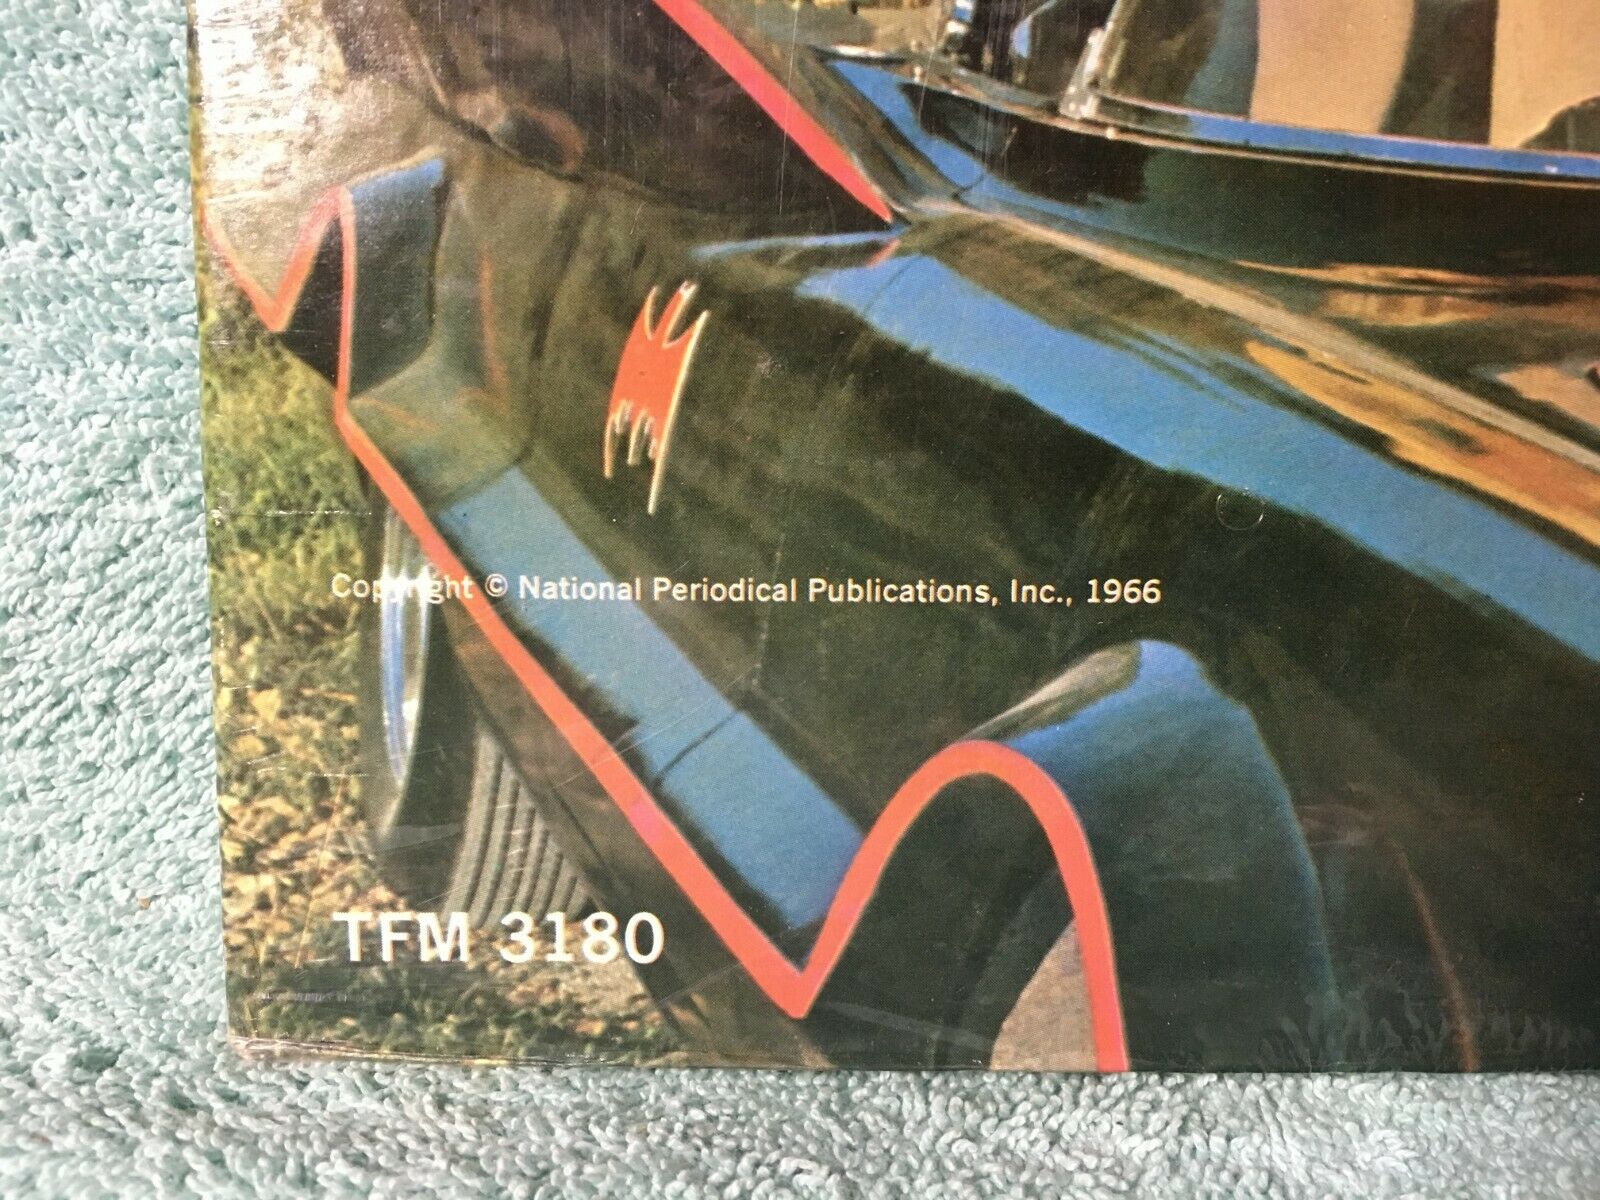 Copyright © National Periodical Publications, Inc., 1966
TFM 3180